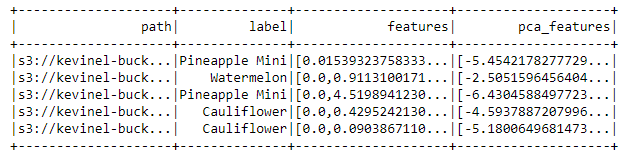 +--------------------+--------------+--------------------+--------------------+
|                path|         label|            features|        pca_features|
+--------------------+--------------+--------------------+--------------------+
|s3://kevinel-buck...|Pineapple Mini|[0.01539323758333...|[-5.4542178277729...|
|s3://kevinel-buck...|    Watermelon|[0.0,0.9113100171...|[-2.5051596456404...|
|s3://kevinel-buck...|Pineapple Mini|[0.0,4.5198941230...|[-6.4304588497723...|
|s3://kevinel-buck...|   Cauliflower|[0.0,0.4295242130...|[-4.5937887207996...|
|s3://kevinel-buck...|   Cauliflower|[0.0,0.0903867110...|[-5.1800649681473...|
+--------------------+--------------+--------------------+--------------------+